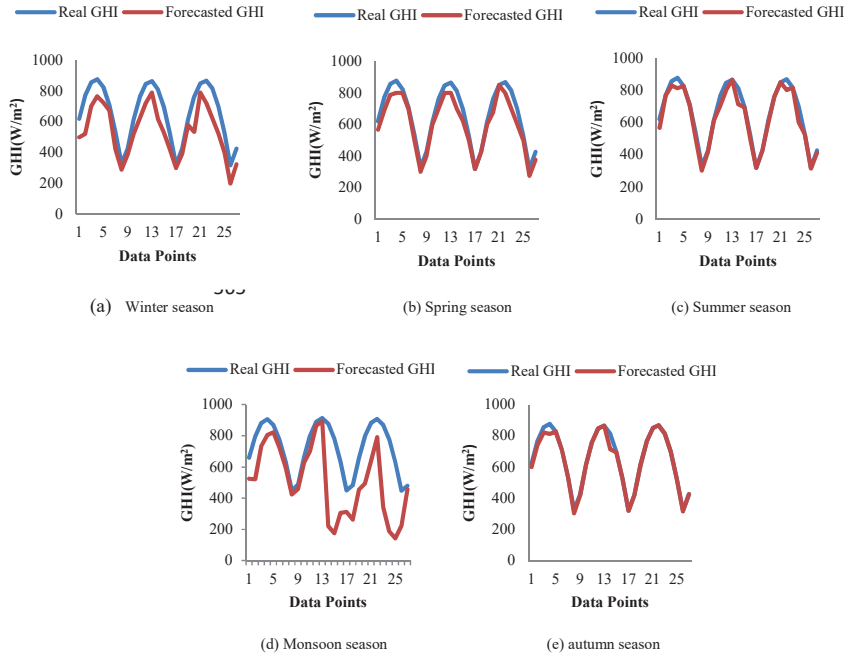 Real GHI Forecasted GHI
1000
800
600
400
200
0
GHI(W/m²)
1 5 9 13 17 21 25
Data Points
(a) Winter season
Real GHI Forecasted GHI
1000
800
600
400
200
0
GHI(W/m²)
1 5 9 13 17 21 25
Data Points
(b) Spring season
Real GHI Forecasted GHI
1000
800
600
400
200
0
GHI(W/m²)
1 5 9 13 17 21 25
Data Points
(c) Summer season
Real GHI Forecasted GHI
1000
800
600
400
200
0
GHI(W/m²)
1 5 9 13 17 21 25
Data Points
(d) Monsoon season
Real GHI Forecasted GHI
1000
800
600
400
200
0
GHI(W/m²)
1 5 9 13 17 21 25
Data Points
(e) autumn season